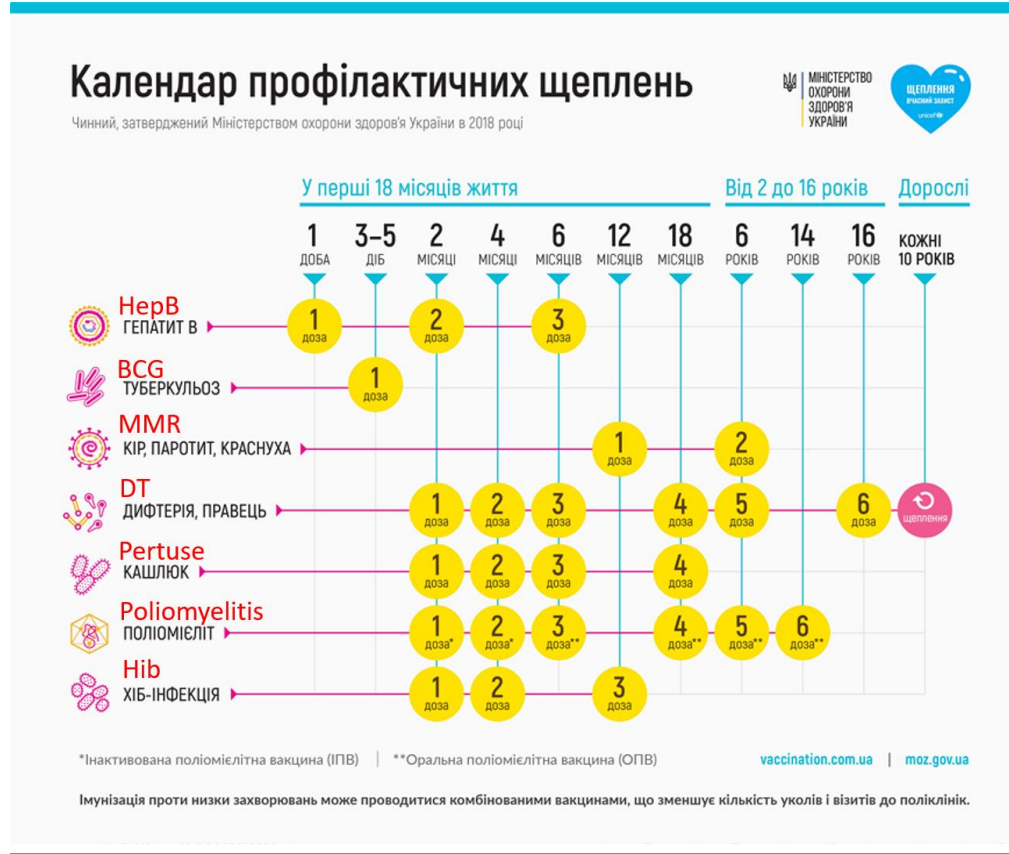 Календар профілактичних щеплень
Чинний, затверджений Міністерством охорони здоров'я України в 2018 році
МІНІСТЕРСТВО
ОХОРОНИ
ЗДОРОВ'Я
УКРАЇНИ
ЩЕПЛЕННЯ
ВЧАСНИЙ ЗАХИСТ
unicef
У перші 18 місяців життя
Від 2 до 16 років
Дорослі
1 ДОБА
3–5 ДІБ
2 МІСЯЦІ
4 МІСЯЦІ
6 МІСЯЦІВ
12 МІСЯЦІВ
18 МІСЯЦІВ
6 РОКІВ
14 РОКІВ
16 РОКІВ
КОЖНІ
10 РОКІВ
HepB
ГЕПАТИТ В
1 доза
2 доза
3 доза
BCG
ТУБЕРКУЛЬОЗ
1 доза
MMR
КІР, ПАРОТИТ, КРАСНУХА
1 доза
2 доза
DT
ДИФТЕРІЯ, ПРАВЕЦЬ
1 доза
2 доза
3 доза
4 доза
5 доза
6 доза
щеплення
Pertuse
КАШЛЮК
1 доза
2 доза
3 доза
4 доза
Poliomyelitis
ПОЛІОМІЄЛІТ
1 доза*
2 доза*
3 доза**
4 доза**
5 доза**
6 доза**
Hib
ХІБ-ІНФЕКЦІЯ
1 доза
2 доза
3 доза
*Інактивована поліомієлітна вакцина (ІПВ) | **Оральна поліомієлітна вакцина (ОПВ)
vaccination.com.ua | moz.gov.ua
Імунізація проти низки захворювань може проводитися комбінованими вакцинами, що зменшує кількість уколів і візитів до поліклінік.